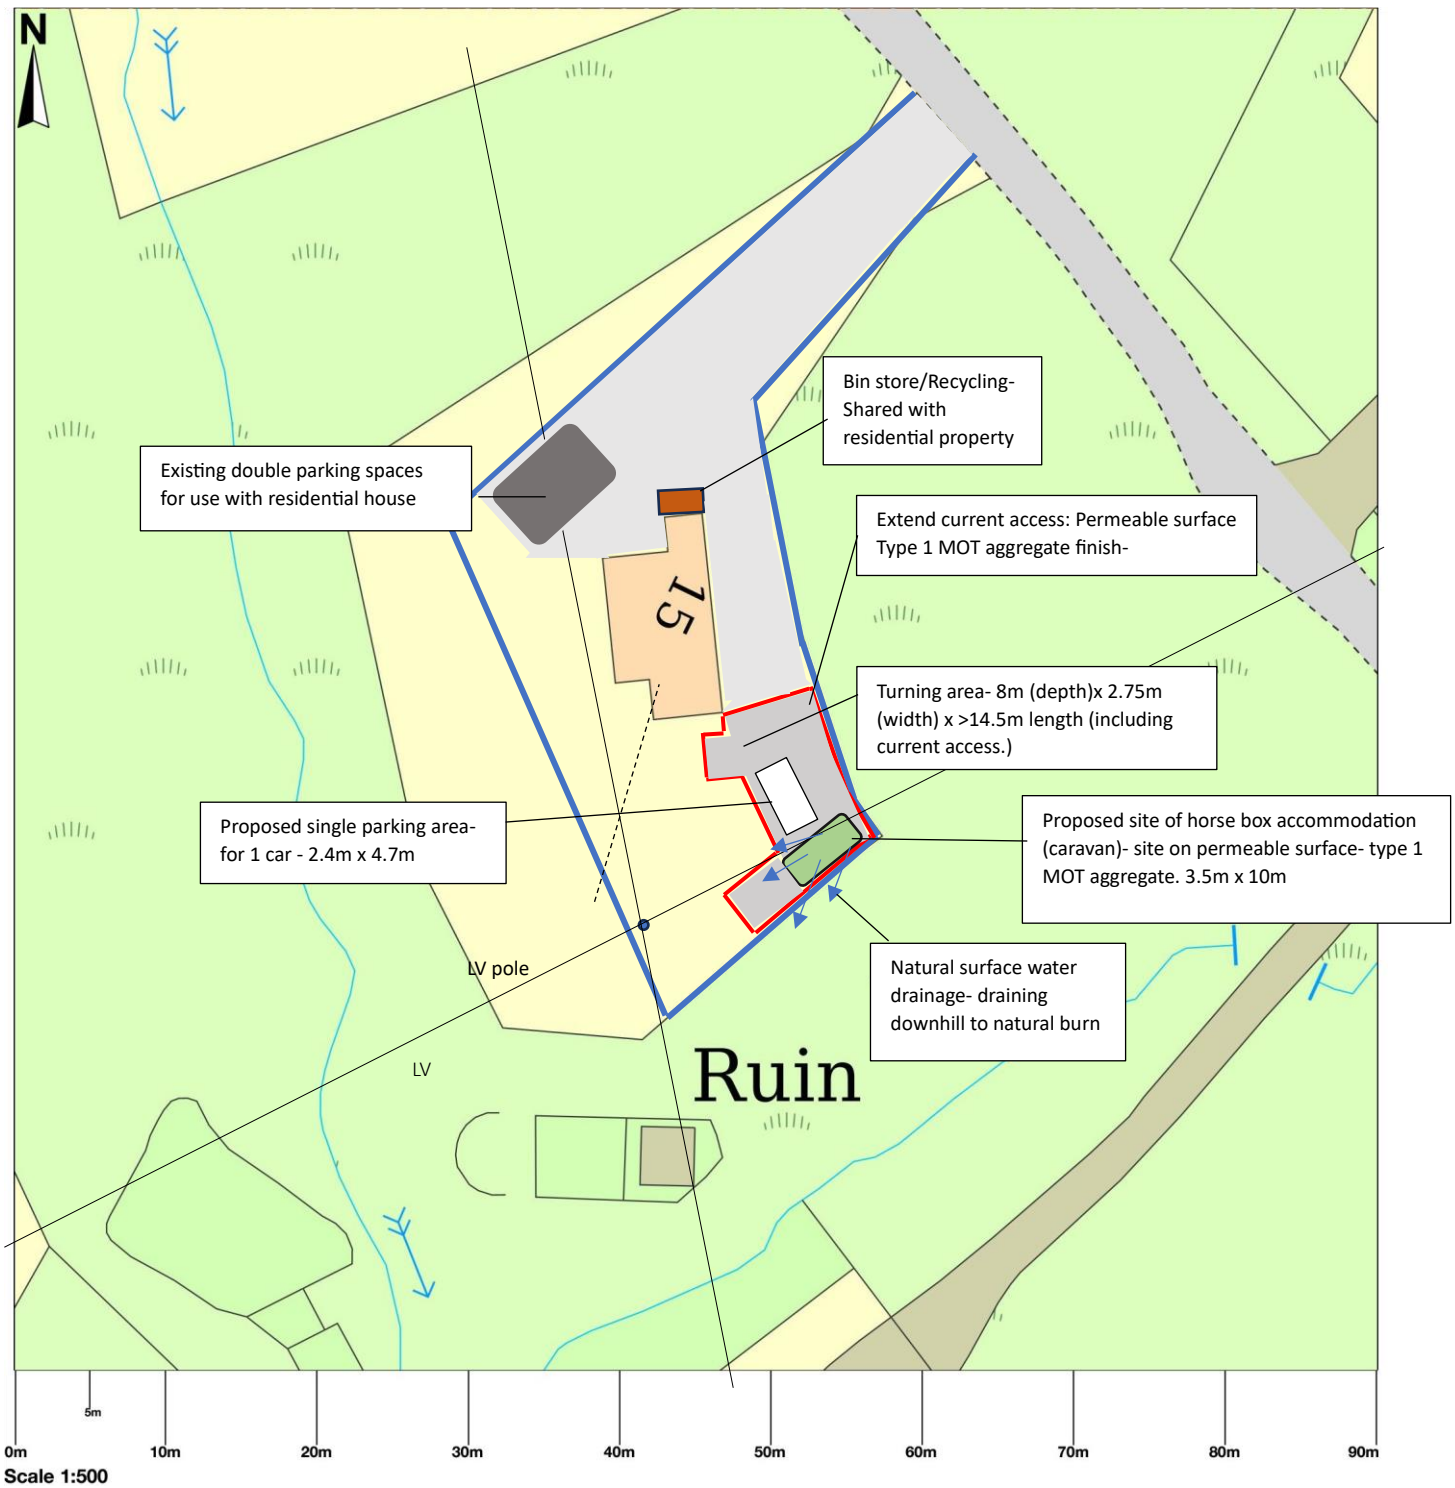 N
Bin store/Recycling-
Shared with
residential property
Existing double parking spaces
for use with residential house
Extend current access: Permeable surface
Type 1 MOT aggregate finish-
15
Turning area- 8m (depth)x 2.75m
(width) x >14.5m length (including
current access.)
Proposed single parking area-
for 1 car - 2.4m x 4.7m
Proposed site of horse box accommodation
(caravan)- site on permeable surface- type 1
MOT aggregate. 3.5m x 10m
LV pole
Natural surface water
drainage- draining
downhill to natural burn
LV
Ruin
5m
0m 10m 20m 30m 40m 50m 60m 70m 80m 90m
Scale 1:500